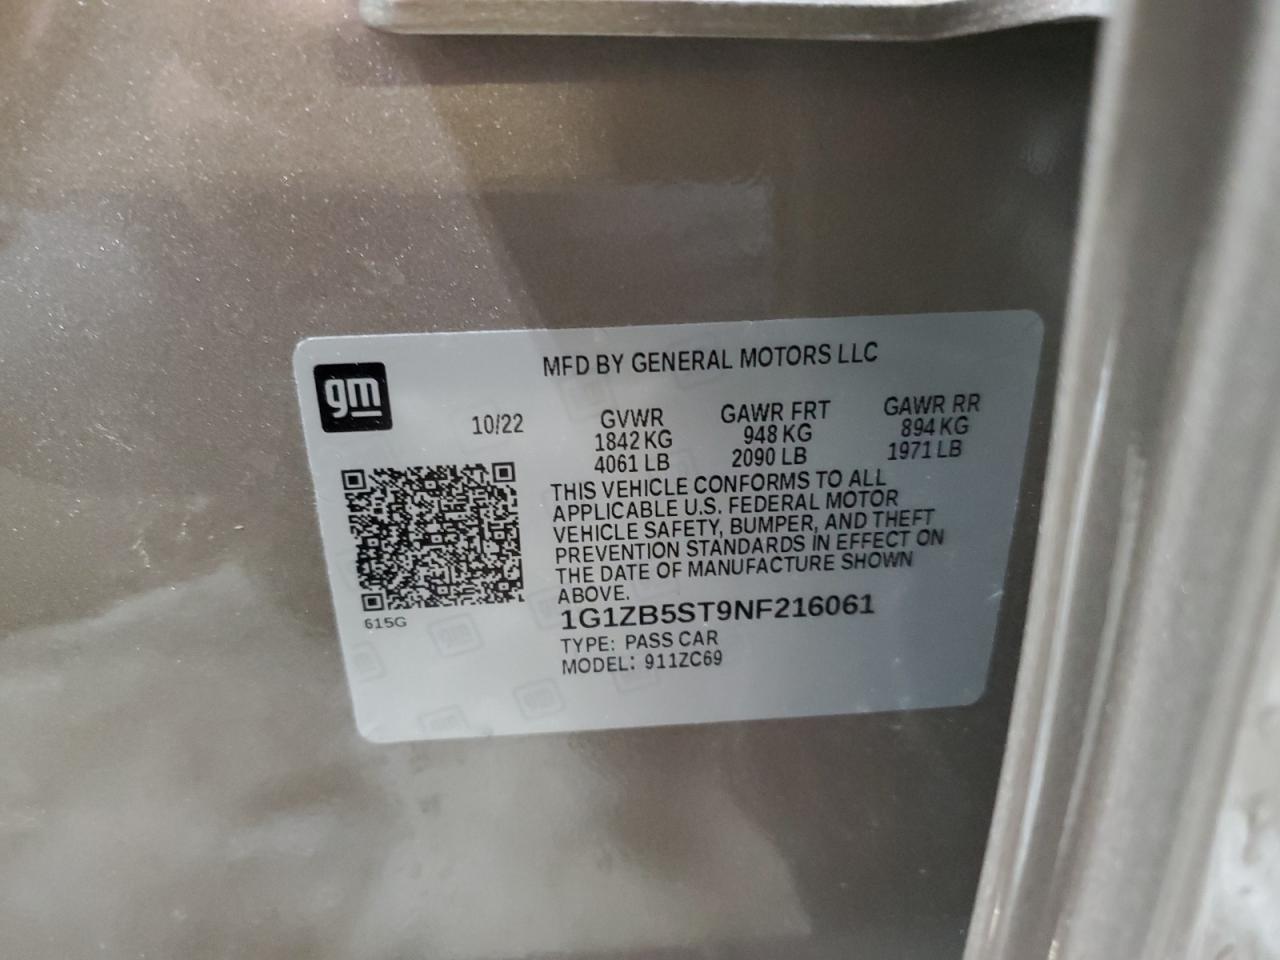 MFD BY GENERAL MOTORS LLC
gm
10/22
GVWR GAWR FRT GAWR RR
1842 KG 948 KG 894 KG
4061 LB 2090 LB 1971 LB
THIS VEHICLE CONFORMS TO ALL
APPLICABLE U.S. FEDERAL MOTOR
VEHICLE SAFETY, BUMPER, AND THEFT
PREVENTION STANDARDS IN EFFECT ON
THE DATE OF MANUFACTURE SHOWN
ABOVE.
615G
1G1ZB5ST9NF216061
TYPE: PASS CAR
MODEL: 911ZC69